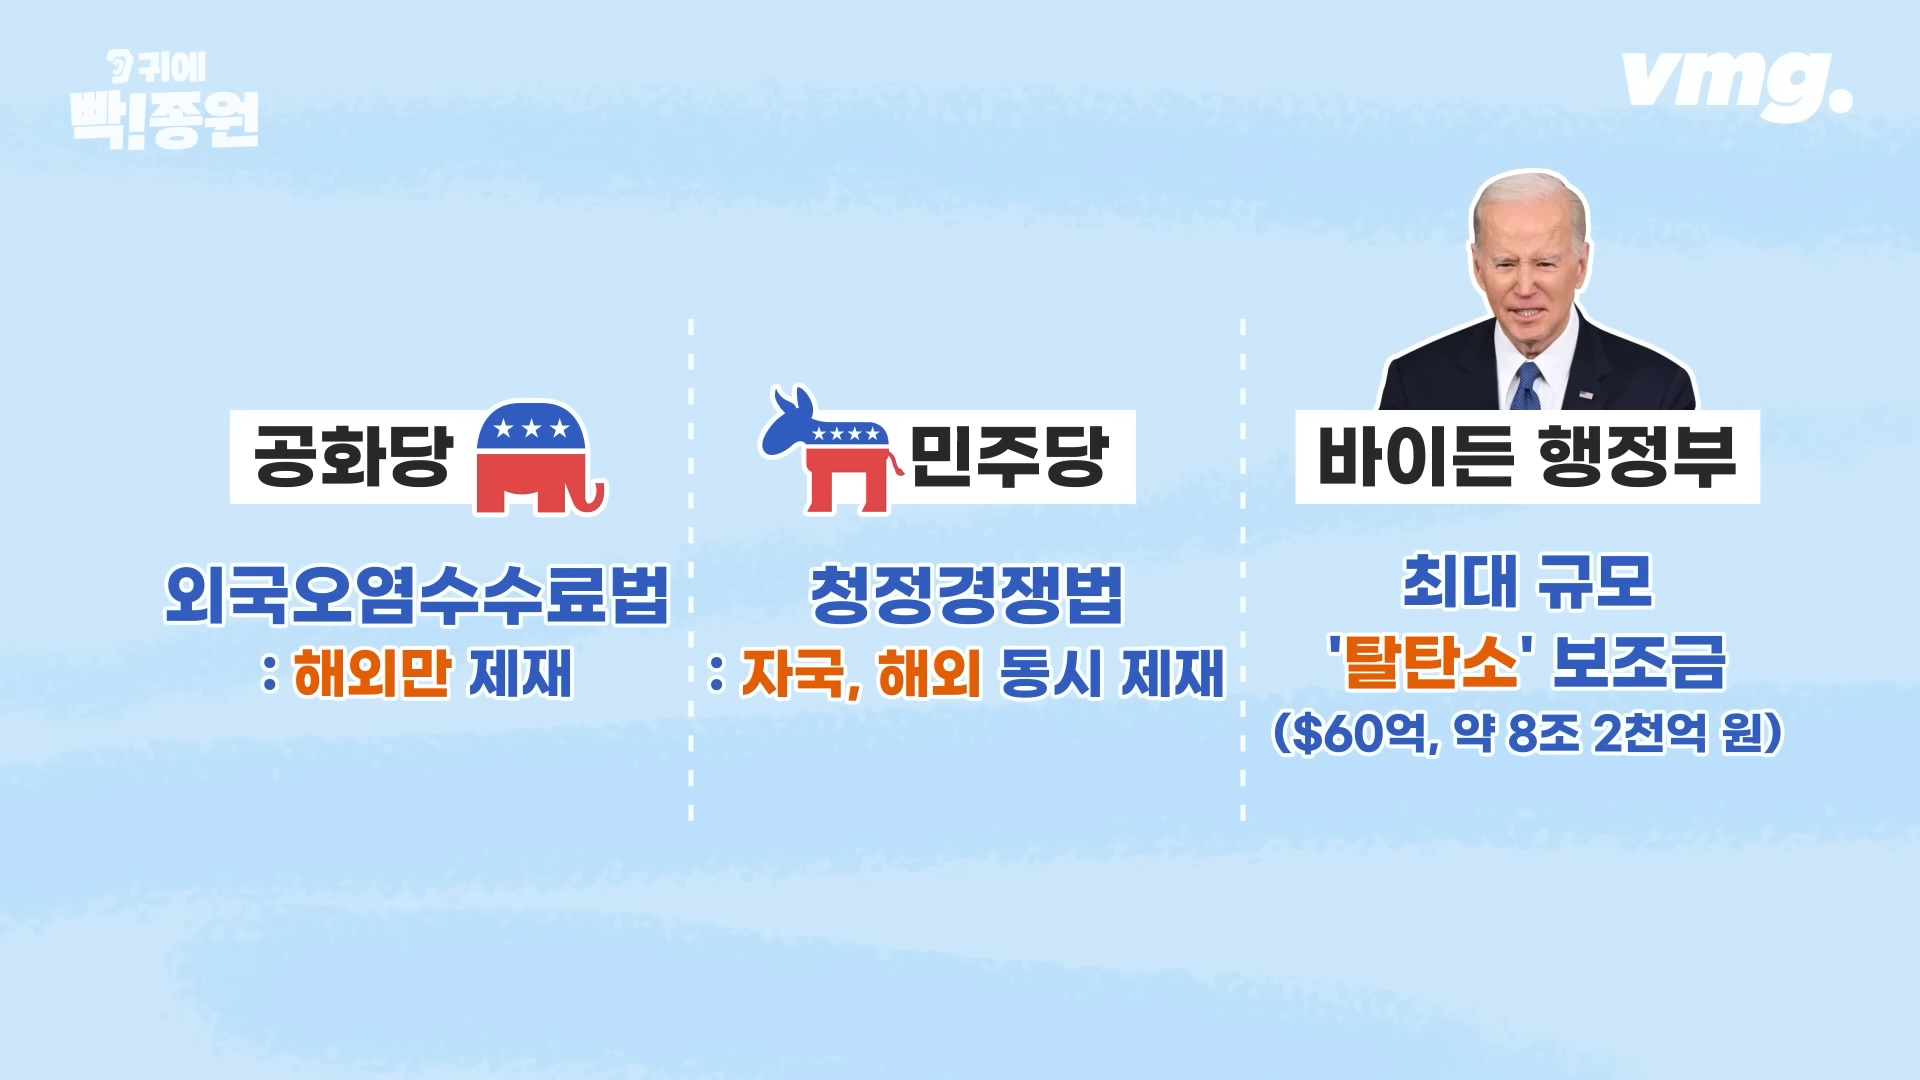 귀에
빡!종원
vmg.
공화당
외국오염수수료법
: 해외만 제재
민주당
청정경쟁법
: 자국, 해외 동시 제재
바이든 행정부
최대 규모
'탈탄소' 보조금
($60억, 약 8조 2천억 원)